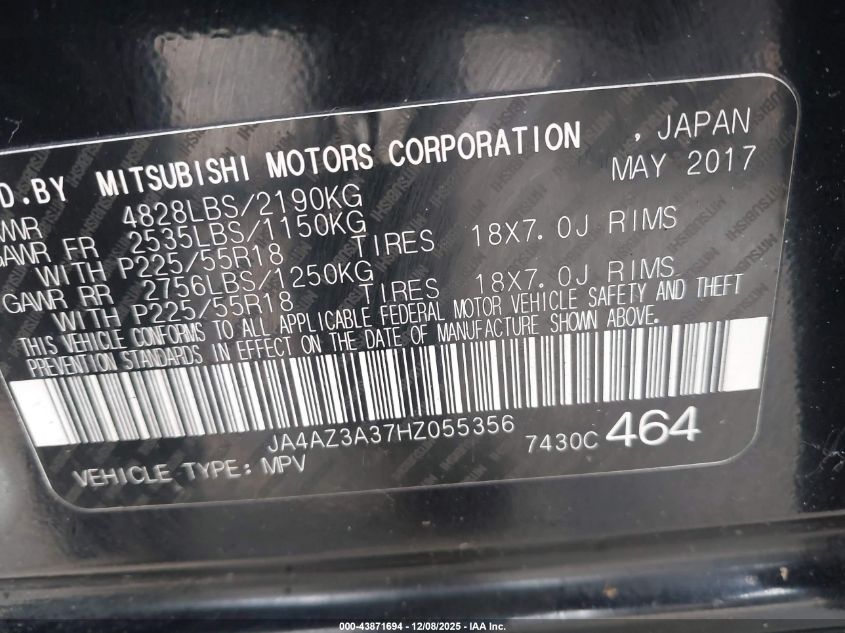 D.BY MITSUBISHI MOTORS CORPORATION , JAPAN
MAY 2017
4828LBS/2190KG
GAWR FR 2535LBS/1150KG
WITH P225/55R18 TIRES 18X7.0J RIMS
GAWR RR 2756LBS/1250KG
WITH P225/55R18 TIRES 18X7.0J RIMS
THIS VEHICLE CONFORMS TO ALL APPLICABLE FEDERAL MOTOR VEHICLE SAFETY AND THEFT
PREVENTION STANDARDS IN EFFECT ON THE DATE OF MANUFACTURE SHOWN ABOVE.
JA4AZ3A37HZ055356
7430C 464
VEHICLE TYPE: MPV
000-43871694 - 12/08/2025 - IAA Inc.